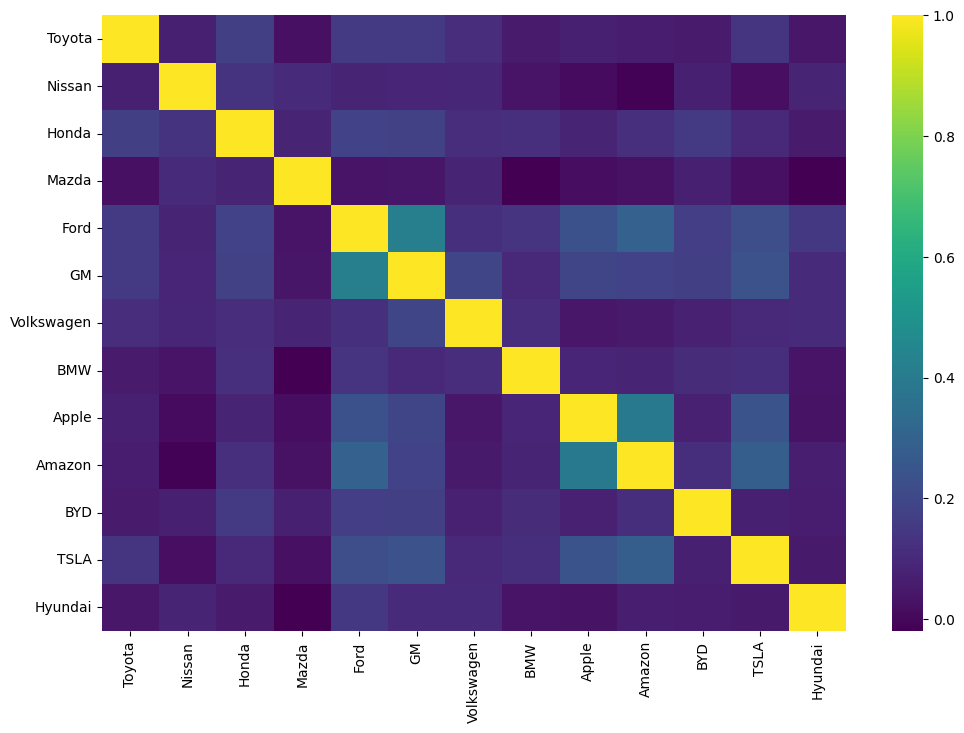 Toyota
Nissan
Honda
Mazda
Ford
GM
Volkswagen
BMW
Apple
Amazon
BYD
TSLA
Hyundai
Toyota
Nissan
Honda
Mazda
Ford
GM
Volkswagen
BMW
Apple
Amazon
BYD
TSLA
Hyundai
1.0
0.8
0.6
0.4
0.2
0.0